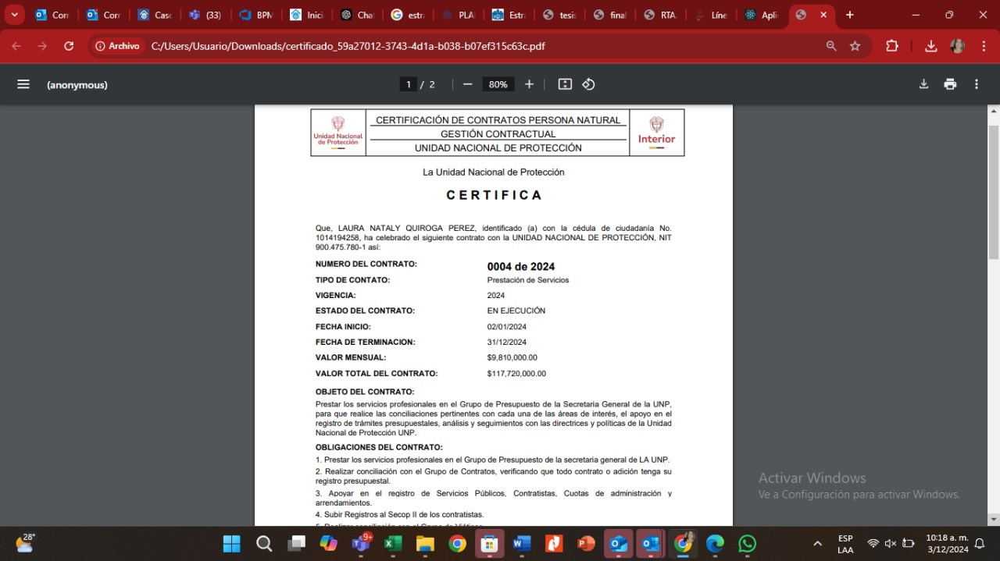 Corr
Corr
Casc
(33)
BPM
Inici
Cha
estra
PLA
Estra
tesis
final
RTA.
Líne
Apli
Archivo
C:/Users/Usuario/Downloads/certificado_59a27012-3743-4d1a-b038-b07ef315c63c.pdf
(anonymous)
1 / 2
80%
Unidad Nacional
de Protección
CERTIFICACIÓN DE CONTRATOS PERSONA NATURAL
GESTIÓN CONTRACTUAL
UNIDAD NACIONAL DE PROTECCIÓN
Interior
La Unidad Nacional de Protección
CERTIFICA
Que, LAURA NATALY QUIROGA PEREZ, identificado (a) con la cédula de ciudadanía No.
1014194258, ha celebrado el siguiente contrato con la UNIDAD NACIONAL DE PROTECCIÓN, NIT
900.475.780-1 así:
NUMERO DEL CONTRATO: 0004 de 2024
TIPO DE CONTATO: Prestación de Servicios
VIGENCIA: 2024
ESTADO DEL CONTRATO: EN EJECUCIÓN
FECHA INICIO: 02/01/2024
FECHA DE TERMINACION: 31/12/2024
VALOR MENSUAL: $9,810,000.00
VALOR TOTAL DEL CONTRATO: $117,720,000.00
OBJETO DEL CONTRATO:
Prestar los servicios profesionales en el Grupo de Presupuesto de la Secretaria General de la UNP,
para que realice las conciliaciones pertinentes con cada una de las áreas de interés, el apoyo en el
registro de trámites presupuestales, análisis y seguimientos con las directrices y políticas de la Unidad
Nacional de Protección UNP.
OBLIGACIONES DEL CONTRATO:
1. Prestar los servicios profesionales en el Grupo de Presupuesto de la secretaria general de LA UNP.
2. Realizar conciliación con el Grupo de Contratos, verificando que todo contrato o adición tenga su
registro presupuestal.
3. Apoyar en el registro de Servicios Públicos, Contratistas, Cuotas de administración y
arrendamientos.
4. Subir Registros al Secop II de los contratistas.
Activar Windows
Ve a Configuración para activar Windows.
28°
9+
ESP
LAA
10:18 a. m.
3/12/2024